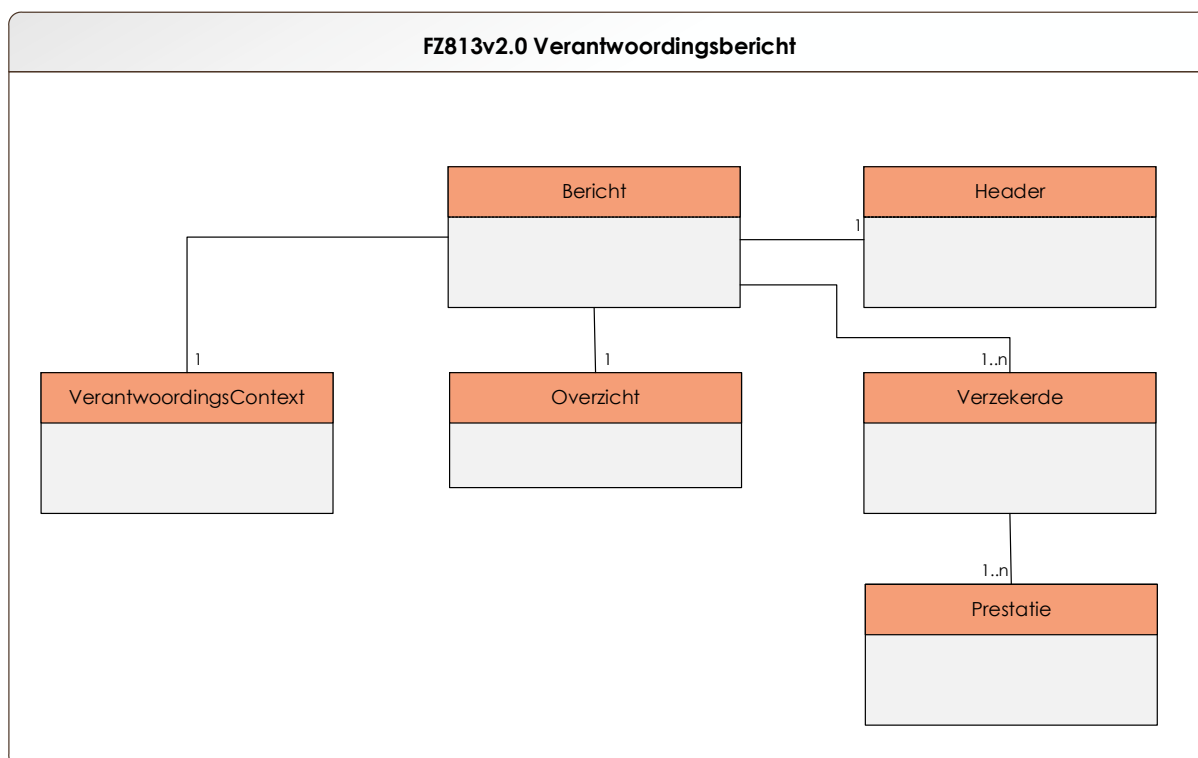 FZ813v2.0 Verantwoordingsbericht
Bericht
Header
1
1
1
1..n
VerantwoordingsContext
Overzicht
Verzekerde
1..n
Prestatie